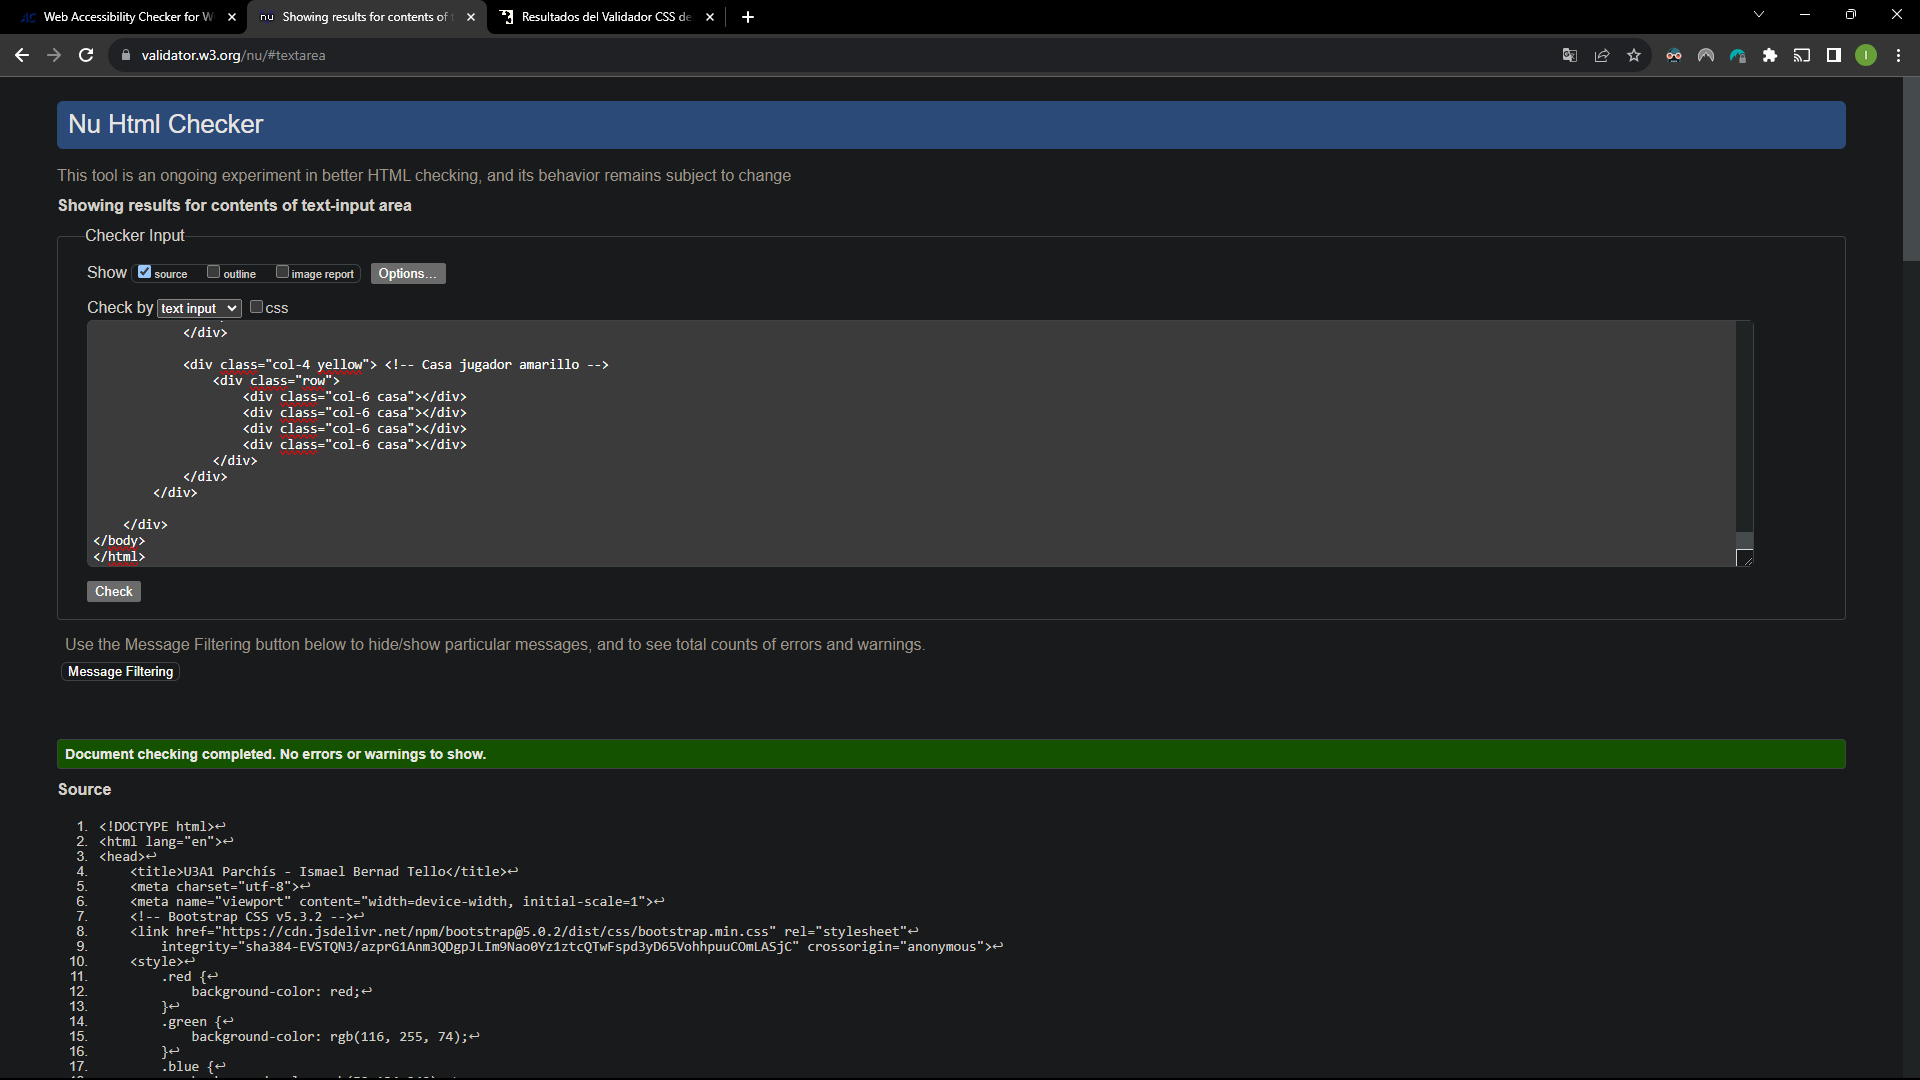 Web Accessibility Checker for W
Showing results for contents of t
Resultados del Validador CSS de
validator.w3.org/nu/#textarea
I
Nu Html Checker
This tool is an ongoing experiment in better HTML checking, and its behavior remains subject to change
Showing results for contents of text-input area
Checker Input
Show source outline image report Options...
Check by text input css
</div>
<div class="col-4 yellow"> <!-- Casa jugador amarillo -->
<div class="row">
<div class="col-6 casa"></div>
<div class="col-6 casa"></div>
<div class="col-6 casa"></div>
<div class="col-6 casa"></div>
</div>
</div>
</div>
</div>
</body>
</html>
Check
Use the Message Filtering button below to hide/show particular messages, and to see total counts of errors and warnings.
Message Filtering
Document checking completed. No errors or warnings to show.
Source
1. <!DOCTYPE html>↩
2. <html lang="en">↩
3. <head>↩
4. <title>U3A1 Parchís - Ismael Bernad Tello</title>↩
5. <meta charset="utf-8">↩
6. <meta name="viewport" content="width=device-width, initial-scale=1">↩
7. <!-- Bootstrap CSS v5.3.2 -->↩
8. <link href="https://cdn.jsdelivr.net/npm/bootstrap@5.0.2/dist/css/bootstrap.min.css" rel="stylesheet"↩
9. integrity="sha384-EVSTQN3/azprG1Anm3QDgpJLIm9Nao0Yz1ztcQTwFspd3yD65VohhpuuCOmLASjC" crossorigin="anonymous">↩
10. <style>↩
11. .red {↩
12. background-color: red;↩
13. }↩
14. .green {↩
15. background-color: rgb(116, 255, 74);↩
16. }↩
17. .blue {↩